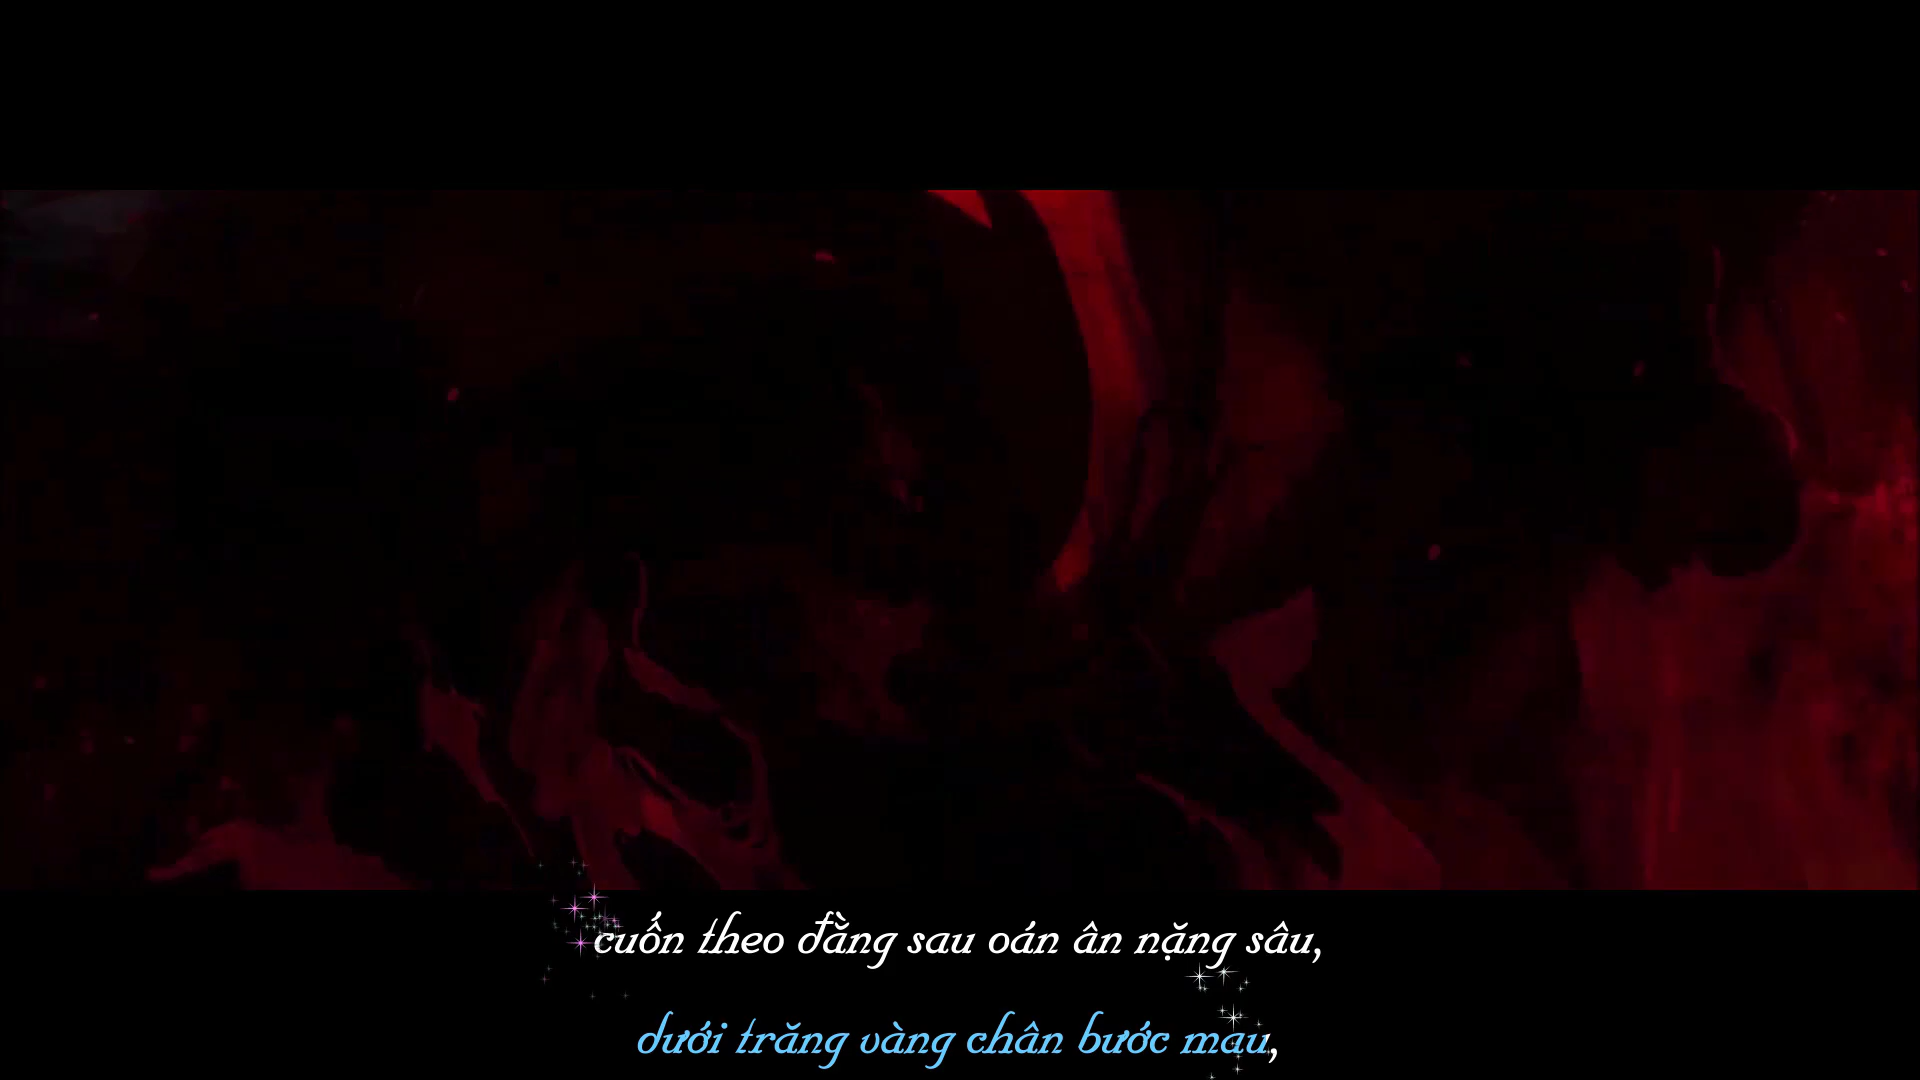 cuốn theo đằng sau oán ân nặng sâu,
dưới trăng vàng chân bước mau,